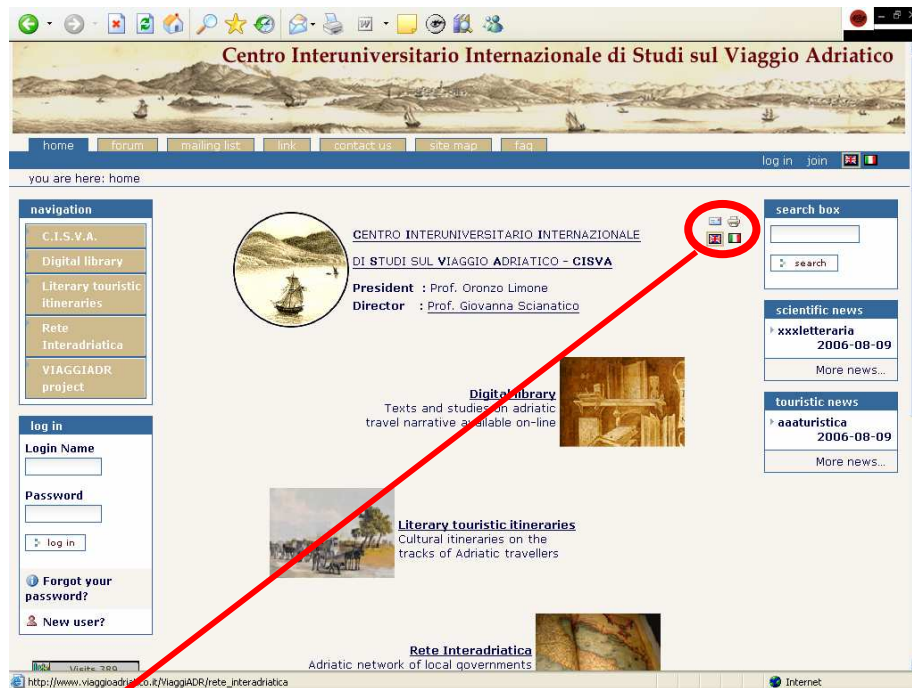 Centro Interuniversitario Internazionale di Studi sul Viaggio Adriatico
home forum mailing list link contact us site map faq
log in join
you are here: home
navigation
C.I.S.V.A.
Digital library
Literary touristic
itineraries
Rete
Interadriatica
VIAGGIADR
project
log in
Login Name
Password
log in
Forgot your
password?
New user?
Visits 389
CENTRO INTERUNIVERSITARIO INTERNAZIONALE
DI STUDI SUL VIAGGIO ADRIATICO - CISVA
President : Prof. Oronzo Limone
Director : Prof. Giovanna Scianatico
Digital library
Texts and studies on adriatic
travel narrative available on-line
Literary touristic itineraries
Cultural itineraries on the
tracks of Adriatic travellers
Rete Interadriatica
Adriatic network of local governments
search box
search
scientific news
xxxletteraria
2006-08-09
More news...
touristic news
aaaturistica
2006-08-09
More news...
http://www.viaggioadriatico.it/ViaggiADR/rete_interadriatica
Internet